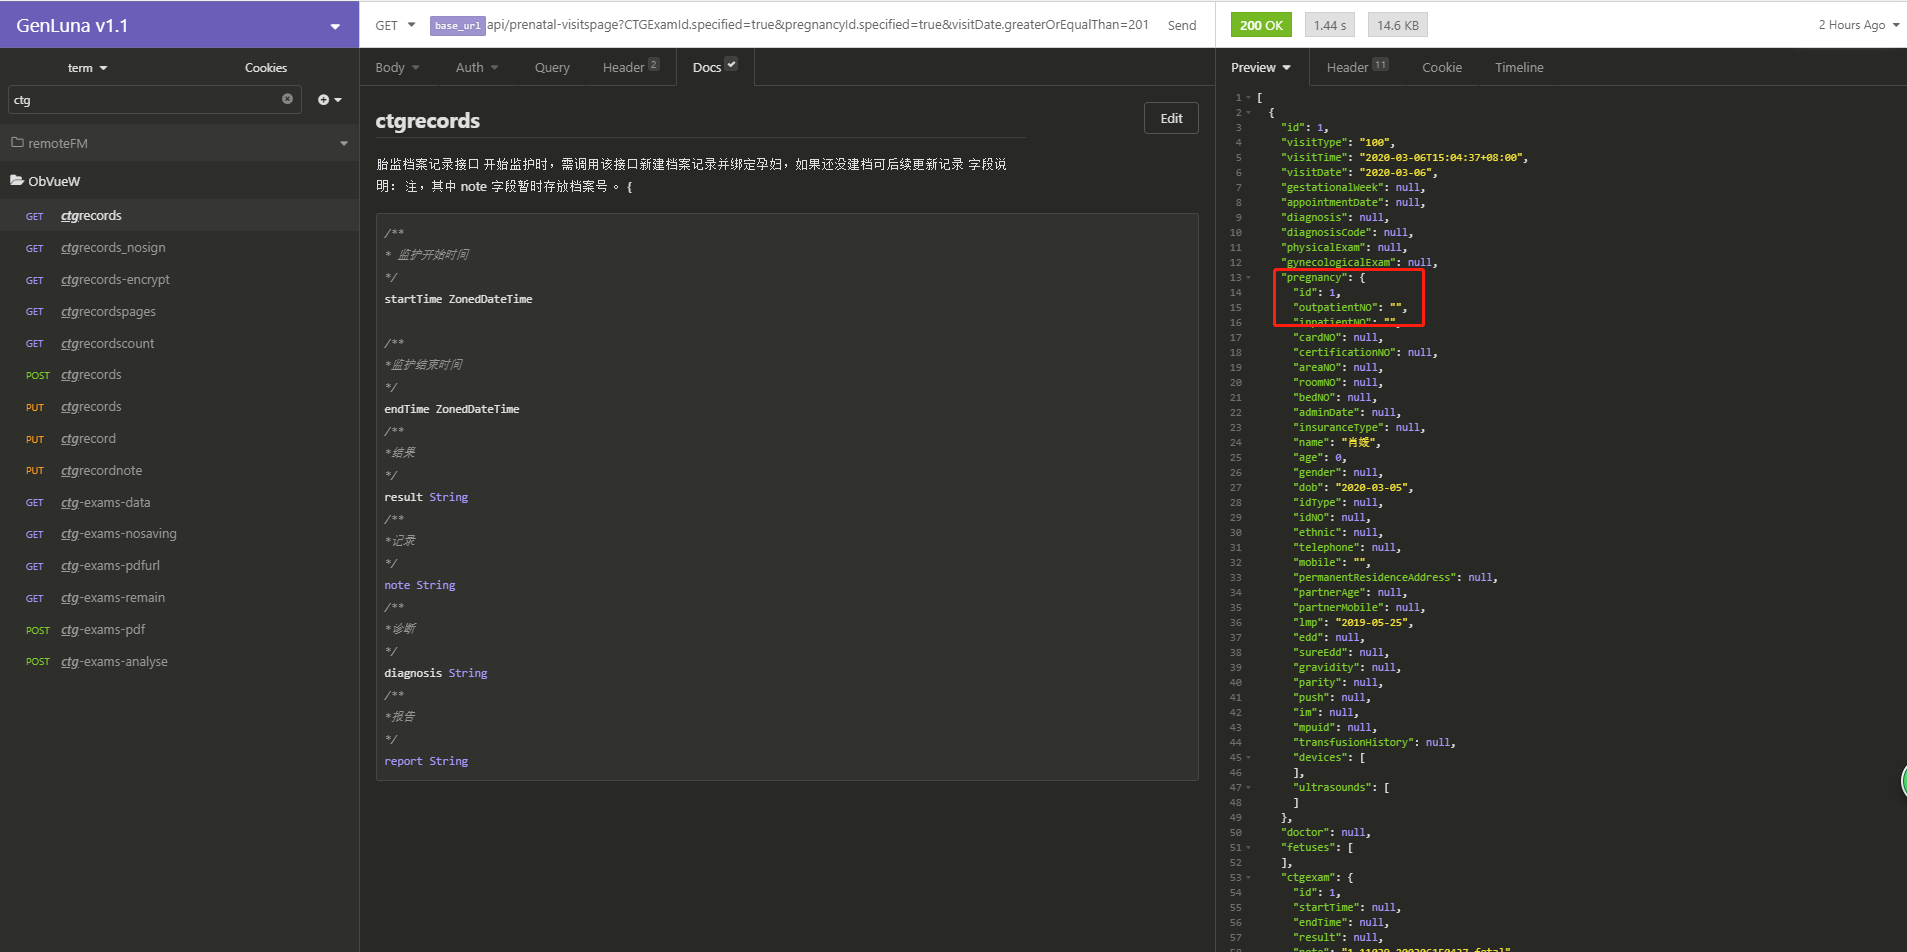 GenLuna v1.1
term
Cookies
ctg
remoteFM
ObVueW
GET ctgrecords
GET ctgrecords_nosign
GET ctgrecords-encrypt
GET ctgrecordspages
GET ctgrecordscount
POST ctgrecords
PUT ctgrecords
PUT ctgrecord
PUT ctgrecordnote
GET ctg-exams-data
GET ctg-exams-nosaving
GET ctg-exams-pdfurl
GET ctg-exams-remain
POST ctg-exams-pdf
POST ctg-exams-analyse
GET base_url api/prenatal-visitspage?CTGExamId.specified=true&pregnancyId.specified=true&visitDate.greaterOrEqualThan=201 Send
Body Auth Query Header 2 Docs
ctgrecords
Edit
胎监档案记录接口 开始监护时，需调用该接口新建档案记录并绑定孕妇，如果还没建档可后续更新记录 字段说
明： 注，其中 note 字段暂时存放档案号 。 {
/**
* 监护开始时间
*/
startTime ZonedDateTime
/**
*监护结束时间
*/
endTime ZonedDateTime
/**
*结果
*/
result String
/**
*记录
*/
note String
/**
*诊断
*/
diagnosis String
/**
*报告
*/
report String
200 OK 1.44 s 14.6 KB 2 Hours Ago
Preview Header 11 Cookie Timeline
1 [
2 {
3 "id": 1,
4 "visitType": "100",
5 "visitTime": "2020-03-06T15:04:37+08:00",
6 "visitDate": "2020-03-06",
7 "gestationalWeek": null,
8 "appointmentDate": null,
9 "diagnosis": null,
10 "diagnosisCode": null,
11 "physicalExam": null,
12 "gynecologicalExam": null,
13 "pregnancy": {
14 "id": 1,
15 "outpatientNO": "",
16 "inpatientNO": "",
17 "cardNO": null,
18 "certificationNO": null,
19 "areaNO": null,
20 "roomNO": null,
21 "bedNO": null,
22 "adminDate": null,
23 "insuranceType": null,
24 "name": "肖媛",
25 "age": 0,
26 "gender": null,
27 "dob": "2020-03-05",
28 "idType": null,
29 "idNO": null,
30 "ethnic": null,
31 "telephone": null,
32 "mobile": "",
33 "permanentResidenceAddress": null,
34 "partnerAge": null,
35 "partnerMobile": null,
36 "lmp": "2019-05-25",
37 "edd": null,
38 "sureEdd": null,
39 "gravidity": null,
40 "parity": null,
41 "push": null,
42 "im": null,
43 "mpuid": null,
44 "transfusionHistory": null,
45 "devices": [
46 ],
47 "ultrasounds": [
48 ]
49 },
50 "doctor": null,
51 "fetuses": [
52 ],
53 "ctgexam": {
54 "id": 1,
55 "startTime": null,
56 "endTime": null,
57 "result": null,